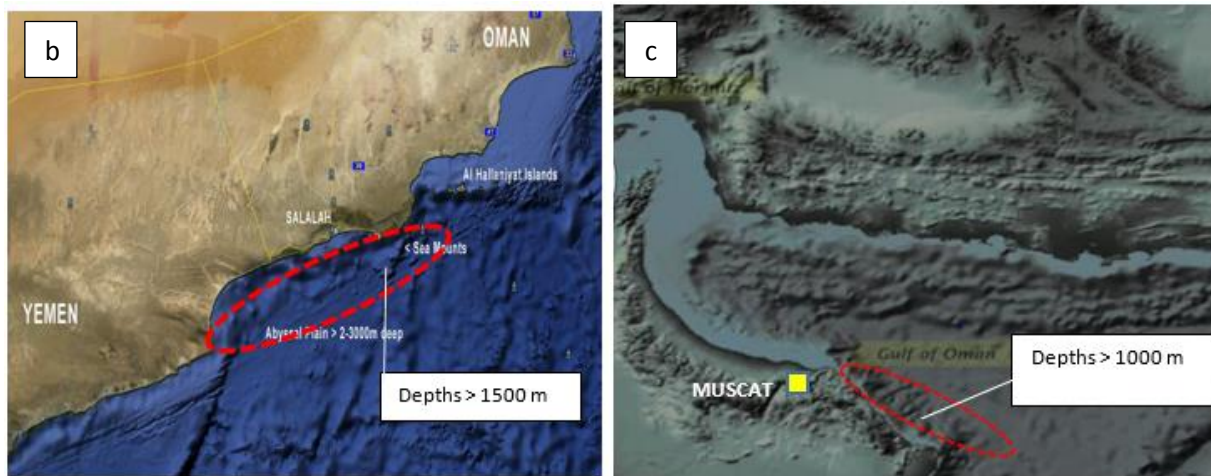 b
OMAN
Al Hallaniyat Islands
SALALAH
< Sea Mounts
YEMEN
Abyssal Plain > 2-3000m deep
Depths > 1500 m
c
Gulf of Hormuz
Gulf of Oman
Depths > 1000 m
MUSCAT